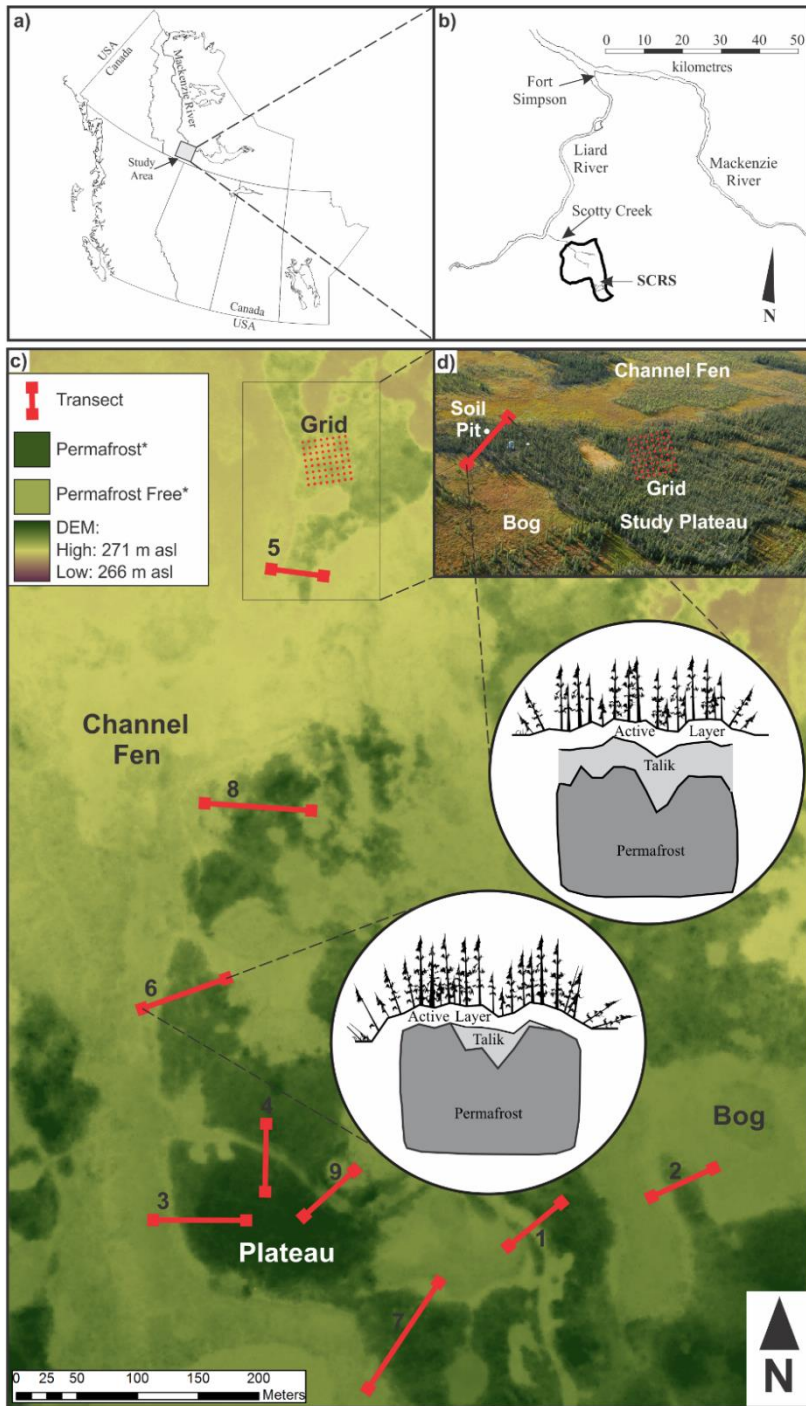 a)
USA
Canada
Mackenzie
River
Study
Area
Canada
USA
b)
0 10 20 30 40 50
kilometres
Fort
Simpson
Liard
River
Mackenzie
River
Scotty Creek
SCRS
N
c)
Transect
Permafrost*
Permafrost Free*
DEM:
High: 271 m asl
Low: 266 m asl
Grid
5
d)
Channel Fen
Soil
Pit
Grid
Bog
Study Plateau
Channel
Fen
8
Active Layer
Talik
Permafrost
6
Active Layer
Talik
Permafrost
4
Bog
9
2
3
Plateau
1
7
0 25 50 100 150 200
Meters
N